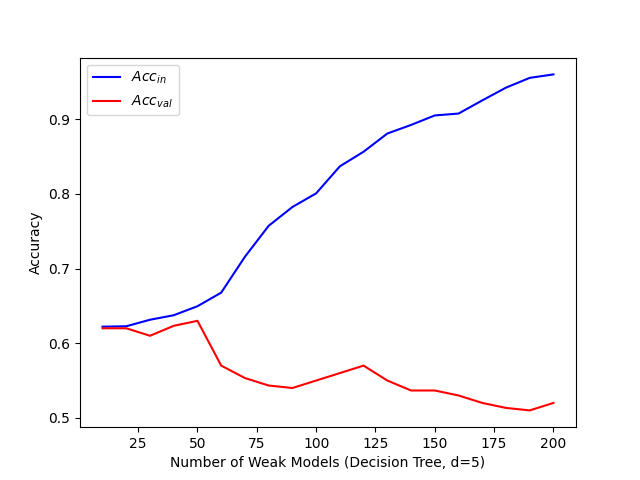 Acc_in
Acc_val
0.9
0.8
0.7
0.6
0.5
Accuracy
25 50 75 100 125 150 175 200
Number of Weak Models (Decision Tree, d=5)